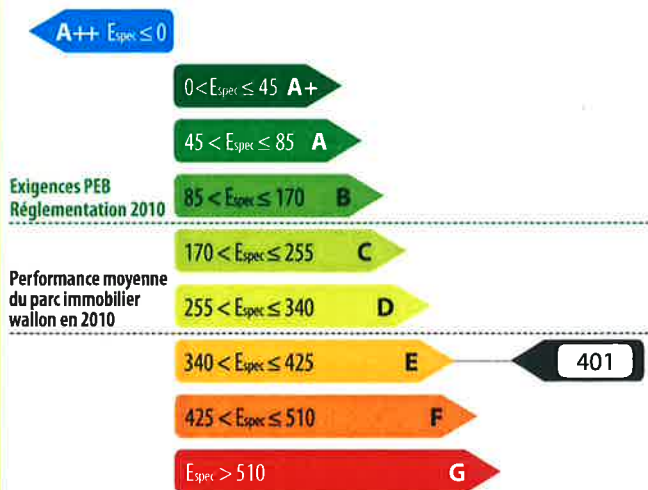 A++ Espec ≤ 0
0 < Espec ≤ 45 A+
45 < Espec ≤ 85 A
Exigences PEB
Réglementation 2010
85 < Espec ≤ 170 B
170 < Espec ≤ 255 C
Performance moyenne
du parc immobilier
wallon en 2010
255 < Espec ≤ 340 D
340 < Espec ≤ 425 E
401
425 < Espec ≤ 510 F
Espec > 510 G